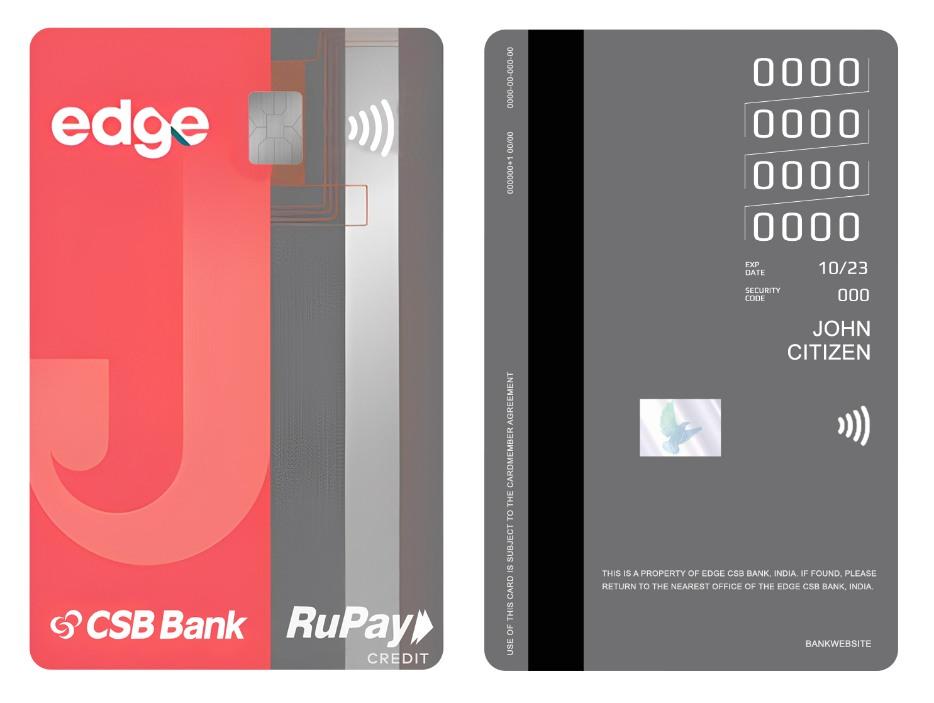 edge
CSB Bank
RuPay
CREDIT
0000-00-000-00
000000+1 00/00
USE OF THIS CARD IS SUBJECT TO THE CARDMEMBER AGREEMENT
0000
0000
0000
0000
EXP
DATE
10/23
SECURITY
CODE
000
JOHN
CITIZEN
THIS IS A PROPERTY OF EDGE CSB BANK, INDIA. IF FOUND, PLEASE
RETURN TO THE NEAREST OFFICE OF THE EDGE CSB BANK, INDIA.
BANKWEBSITE